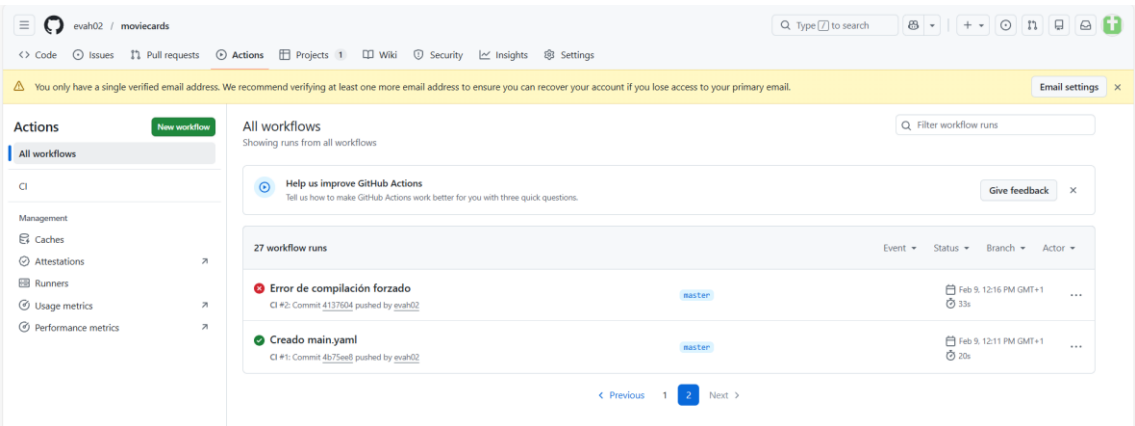 evah02 / moviecards
Type / to search
Code Issues Pull requests Actions Projects 1 Wiki Security Insights Settings
You only have a single verified email address. We recommend verifying at least one more email address to ensure you can recover your account if you lose access to your primary email.
Email settings
Actions
New workflow
All workflows
CI
Management
Caches
Attestations
Runners
Usage metrics
Performance metrics
All workflows
Showing runs from all workflows
Filter workflow runs
Help us improve GitHub Actions
Tell us how to make GitHub Actions work better for you with three quick questions.
Give feedback
27 workflow runs
Event Status Branch Actor
Error de compilación forzado
CI #2: Commit 4137604 pushed by evah02
master
Feb 9, 12:16 PM GMT+1
33s
Creado main.yaml
CI #1: Commit 4b75ee8 pushed by evah02
master
Feb 9, 12:11 PM GMT+1
20s
Previous 1 2 Next